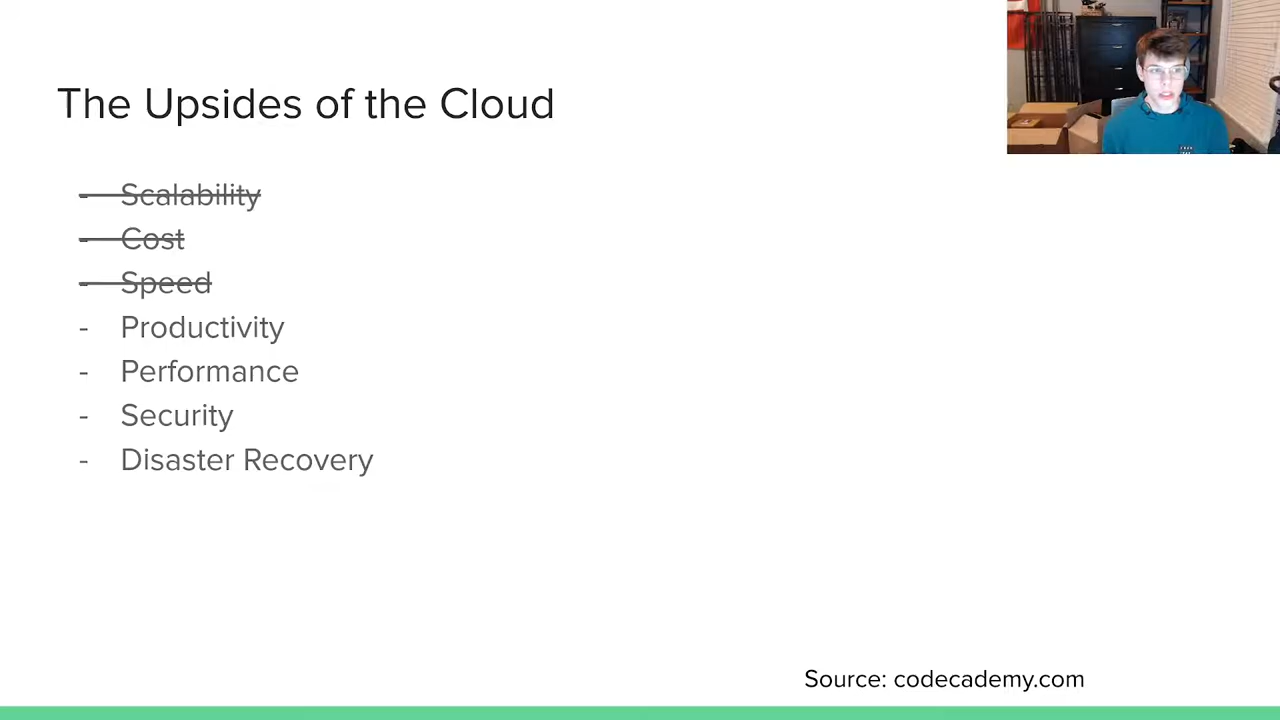 The Upsides of the Cloud
- Scalability
- Cost
- Speed
- Productivity
- Performance
- Security
- Disaster Recovery
Source: codecademy.com